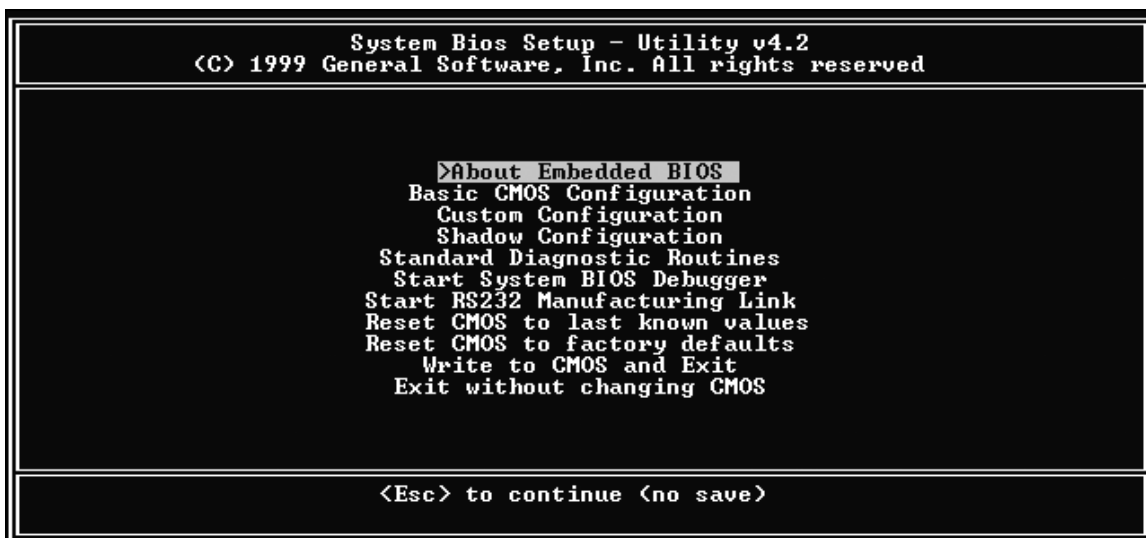 System Bios Setup - Utility v4.2
(C) 1999 General Software, Inc. All rights reserved
>About Embedded BIOS
Basic CMOS Configuration
Custom Configuration
Shadow Configuration
Standard Diagnostic Routines
Start System BIOS Debugger
Start RS232 Manufacturing Link
Reset CMOS to last known values
Reset CMOS to factory defaults
Write to CMOS and Exit
Exit without changing CMOS
<Esc> to continue (no save)